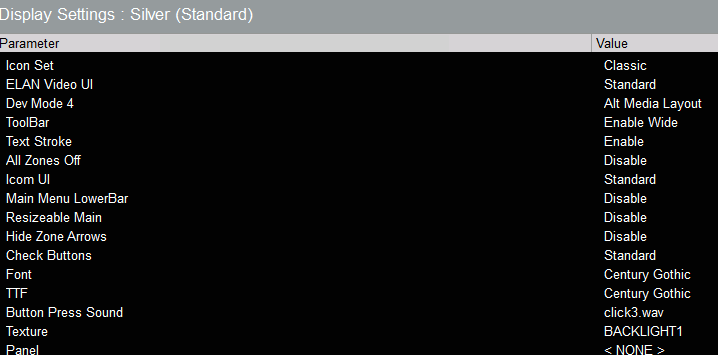 Display Settings : Silver (Standard)
Parameter Value
Icon Set Classic
ELAN Video UI Standard
Dev Mode 4 Alt Media Layout
ToolBar Enable Wide
Text Stroke Enable
All Zones Off Disable
Icom UI Standard
Main Menu LowerBar Disable
Resizeable Main Disable
Hide Zone Arrows Disable
Check Buttons Standard
Font Century Gothic
TTF Century Gothic
Button Press Sound click3.wav
Texture BACKLIGHT1
Panel < NONE >